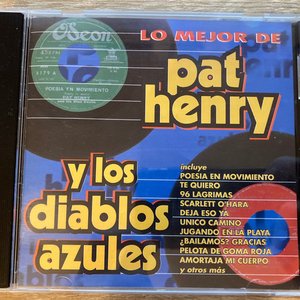 Odeon
POESIA EN MOVIMIENTO
PAT HENRY
LO MEJOR DE
pat
henry
y los
diablos
azules
incluye
POESIA EN MOVIMIENTO
TE QUIERO
96 LAGRIMAS
SCARLETT O'HARA
DEJA ESO YA
UNICO CAMINO
JUGANDO EN LA PLAYA
¿BAILAMOS? GRACIAS
PELOTA DE GOMA ROJA
AMORTAJA MI CUERPO
y otros más